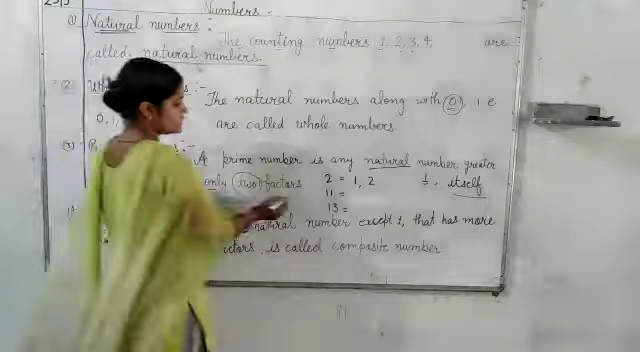 Numbers -
(1) Natural numbers :
The counting numbers 1, 2, 3, 4, are
called natural numbers.
(2) :-
The natural numbers along with 0, i e
0, are called whole numbers
(3) :-
A prime number is any natural number greater
only two factors 2 = 1, 2 1, itself
11 =
13 =
natural number except 1, that has more
is called composite number